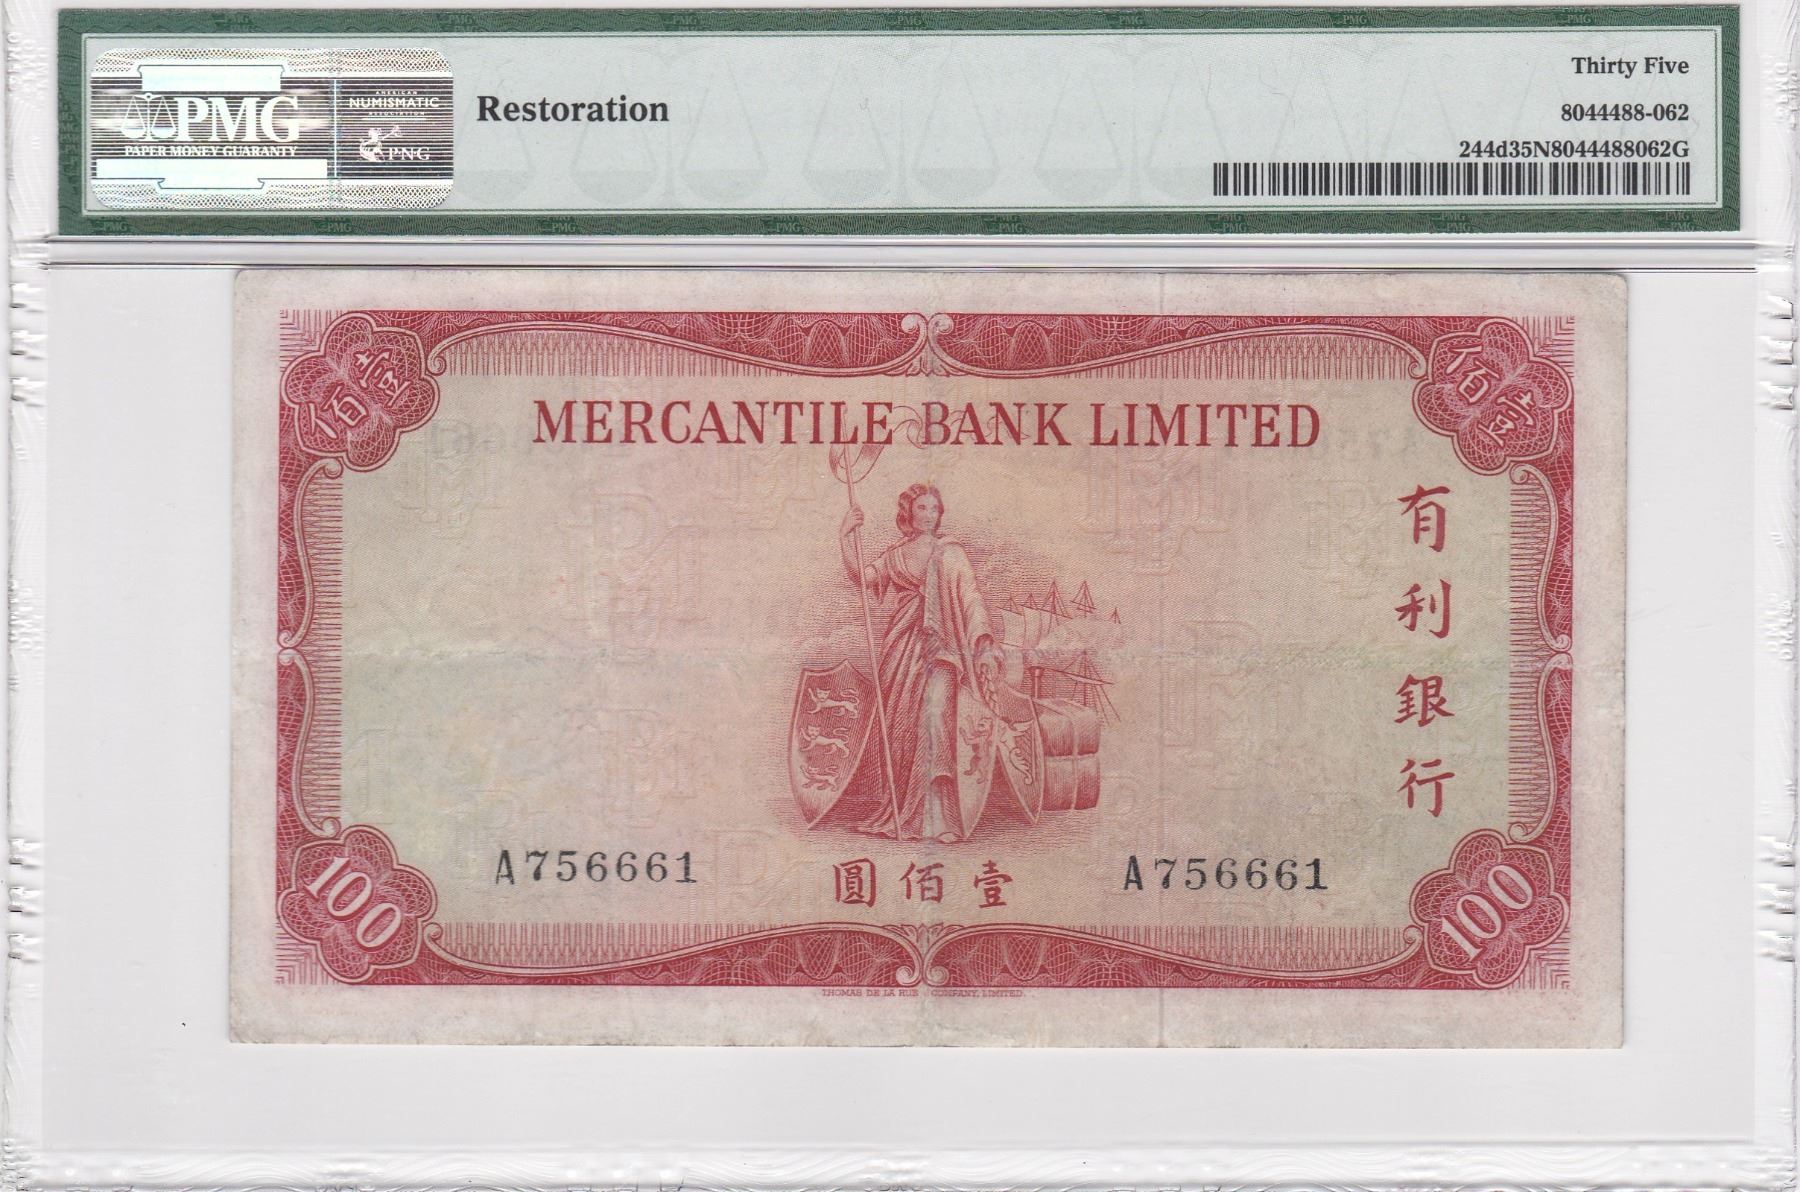 PMG
PAPER MONEY GUARANTY
AMERICAN
NUMISMATIC
ASSOCIATION
PNG
Restoration
Thirty Five
8044488-062
244d35N8044488062G
佰壹
佰壹
MERCANTILE BANK LIMITED
有利銀行
A756661
A756661
圓佰壹
100
100
THOMAS DE LA RUE & COMPANY, LIMITED.